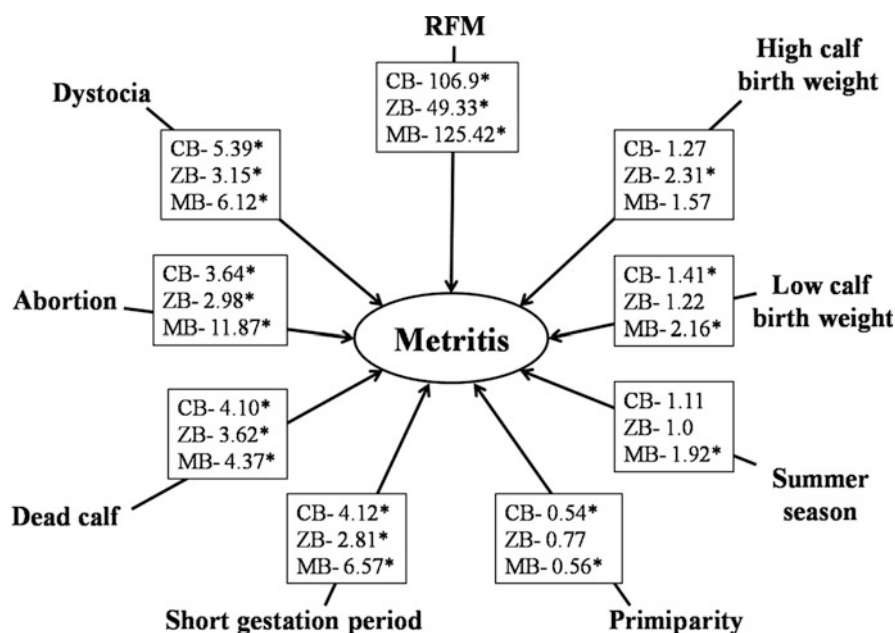 RFM
CB- 106.9*
ZB- 49.33*
MB- 125.42*
High calf
birth weight
CB- 1.27
ZB- 2.31*
MB- 1.57
Dystocia
CB- 5.39*
ZB- 3.15*
MB- 6.12*
Abortion
CB- 3.64*
ZB- 2.98*
MB- 11.87*
Metritis
CB- 1.41*
ZB- 1.22
MB- 2.16*
Low calf
birth weight
Dead calf
CB- 4.10*
ZB- 3.62*
MB- 4.37*
CB- 1.11
ZB- 1.0
MB- 1.92*
Summer
season
CB- 4.12*
ZB- 2.81*
MB- 6.57*
Short gestation period
CB- 0.54*
ZB- 0.77
MB- 0.56*
Primiparity